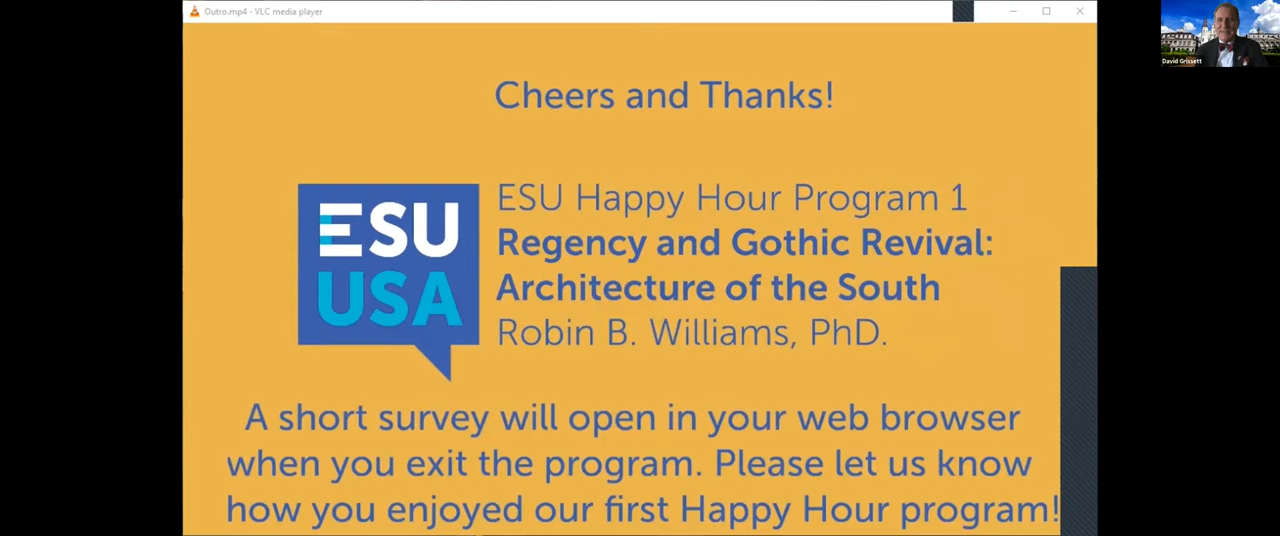 Outro.mp4 - VLC media player
David Grissett
Cheers and Thanks!
ESU
USA
ESU Happy Hour Program 1
Regency and Gothic Revival:
Architecture of the South
Robin B. Williams, PhD.
A short survey will open in your web browser
when you exit the program. Please let us know
how you enjoyed our first Happy Hour program!